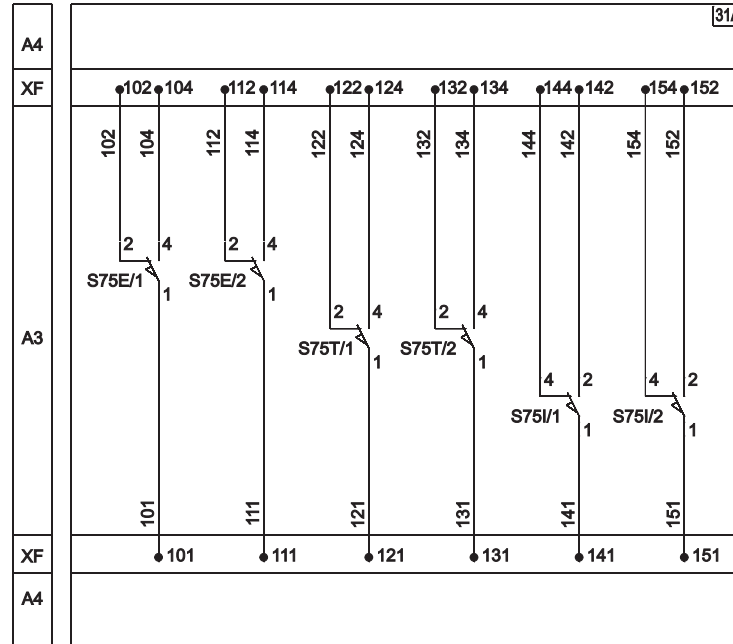 31/
A4
XF 102 104 112 114 122 124 132 134 144 142 154 152
102 104 112 114 122 124 132 134 144 142 154 152
2 4 2 4
S75E/1 S75E/2
1 1
2 4 2 4
A3
S75T/1 S75T/2
1 1
4 2 4 2
S75I/1 S75I/2
1 1
101 111 121 131 141 151
XF 101 111 121 131 141 151
A4